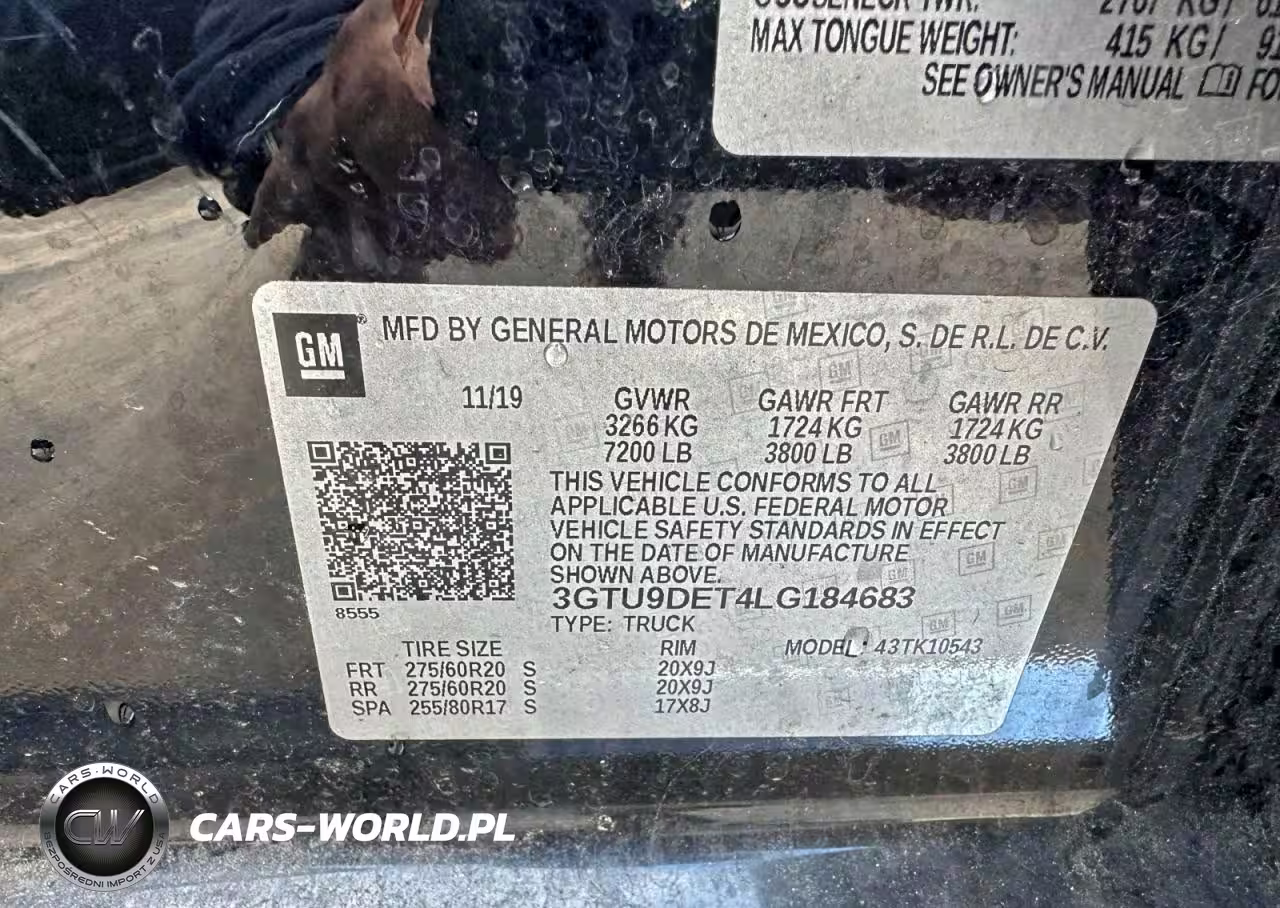 MAX TONGUE WEIGHT: 415 KG/
SEE OWNER'S MANUAL
GM ® MFD BY GENERAL MOTORS DE MEXICO, S. DE R.L. DE C.V.
11/19 GVWR GAWR FRT GAWR RR
3266 KG 1724 KG 1724 KG
7200 LB 3800 LB 3800 LB
THIS VEHICLE CONFORMS TO ALL
APPLICABLE U.S. FEDERAL MOTOR
VEHICLE SAFETY STANDARDS IN EFFECT
ON THE DATE OF MANUFACTURE
SHOWN ABOVE.
3GTU9DET4LG184683
8555
TYPE: TRUCK
TIRE SIZE RIM MODEL: 43TK10543
FRT 275/60R20 S 20X9J
RR 275/60R20 S 20X9J
SPA 255/80R17 S 17X8J
CARS-WORLD
CW
BEZPOŚREDNI IMPORT Z USA
CARS-WORLD.PL